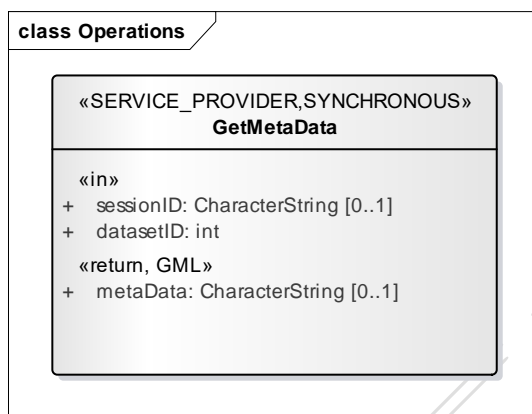 class Operations
«SERVICE_PROVIDER,SYNCHRONOUS»
GetMetaData
«in»
+ sessionID: CharacterString [0..1]
+ datasetID: int
«return, GML»
+ metaData: CharacterString [0..1]